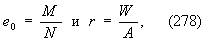 e₀ = M/N и r = W/A, (278)